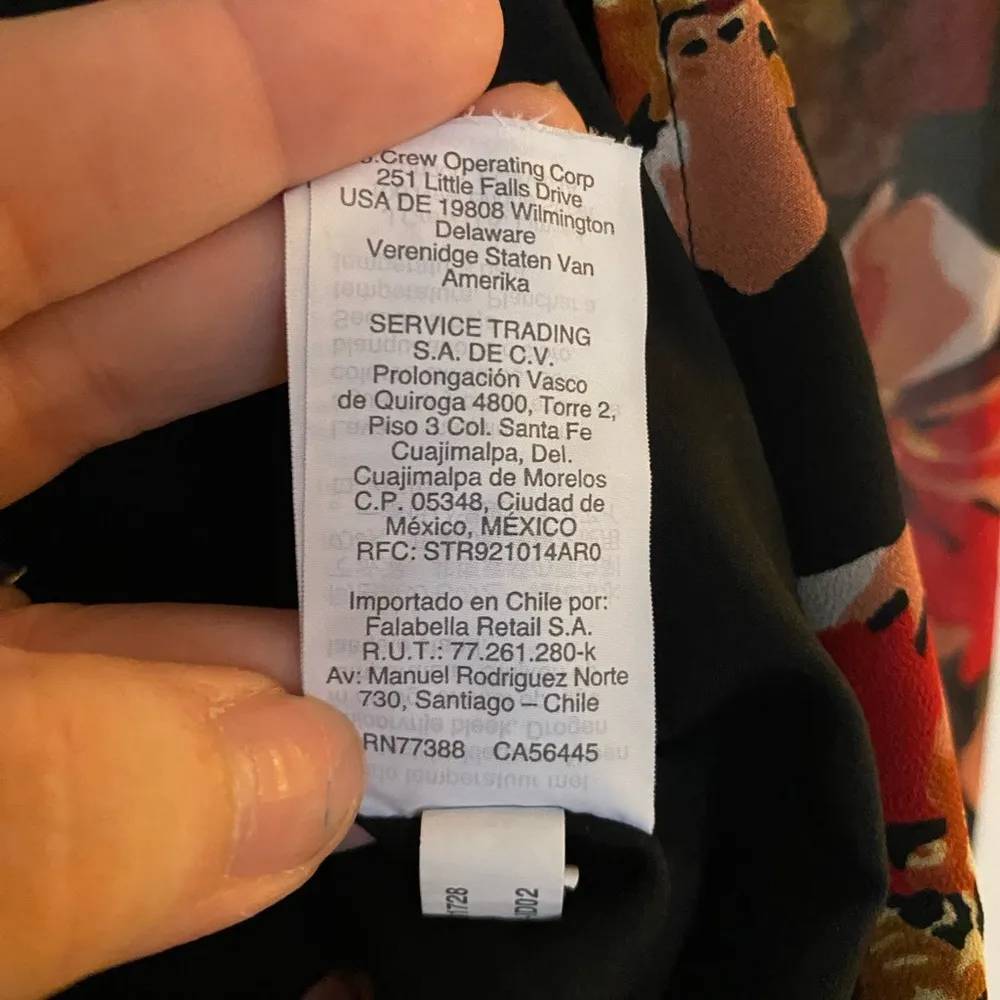 J.Crew Operating Corp
251 Little Falls Drive
USA DE 19808 Wilmington
Delaware
Verenidge Staten Van
Amerika
SERVICE TRADING
S.A. DE C.V.
Prolongación Vasco
de Quiroga 4800, Torre 2,
Piso 3 Col. Santa Fe
Cuajimalpa, Del.
Cuajimalpa de Morelos
C.P. 05348, Ciudad de
México, MÉXICO
RFC: STR921014AR0
Importado en Chile por:
Falabella Retail S.A.
R.U.T.: 77.261.280-k
Av: Manuel Rodriguez Norte
730, Santiago – Chile
RN77388 CA56445